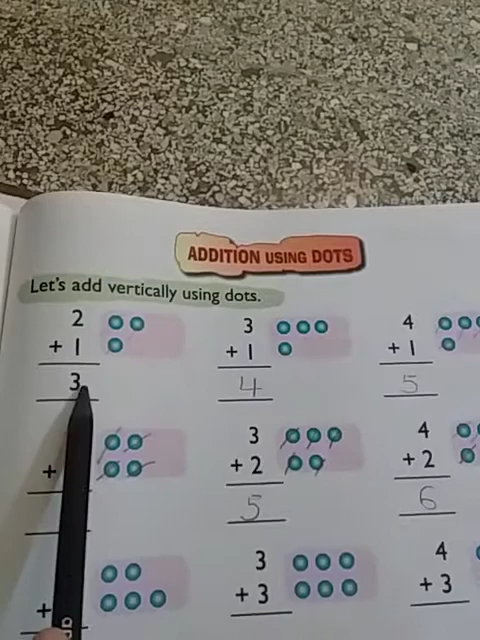 ADDITION USING DOTS
Let's add vertically using dots.
2 3 4
+ 1 + 1 + 1
3 4 5
3 4
+ + 2 + 2
5 6
3 4
+ + 3 + 3